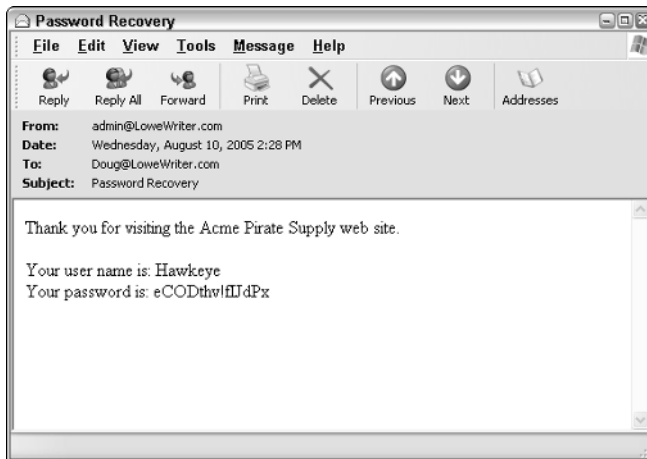 Password Recovery
File Edit View Tools Message Help
Reply Reply All Forward Print Delete Previous Next Addresses
From: admin@LoweWriter.com
Date: Wednesday, August 10, 2005 2:28 PM
To: Doug@LoweWriter.com
Subject: Password Recovery
Thank you for visiting the Acme Pirate Supply web site.
Your user name is: Hawkeye
Your password is: